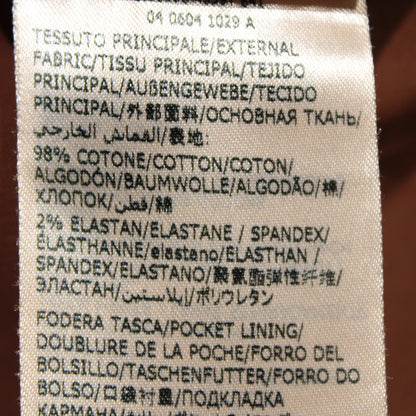 04 0604 1029 A
TESSUTO PRINCIPALE/EXTERNAL
FABRIC/TISSU PRINCIPAL/TEJIDO
PRINCIPAL/AUßENGEWEBE/TECIDO
PRINCIPAL/外部面料/ОСНОВНАЯ ТКАНЬ/
القماش الخارجي/表地:
98% COTONE/COTTON/COTON/
ALGODÓN/BAUMWOLLE/ALGODÃO/棉/
ХЛОПОК/قطن/綿
2% ELASTAN/ELASTANE / SPANDEX/
ÉLASTHANNE/elastano/ELASTHAN /
SPANDEX/ELASTANO/聚氨酯弹性纤维/
ЭЛАСТАН/إيلاستين/ポリウレタン
FODERA TASCA/POCKET LINING/
DOUBLURE DE LA POCHE/FORRO DEL
BOLSILLO/TASCHENFUTTER/FORRO DO
BOLSO/口袋衬里/ПОДКЛАДКА
КАРМАНА/